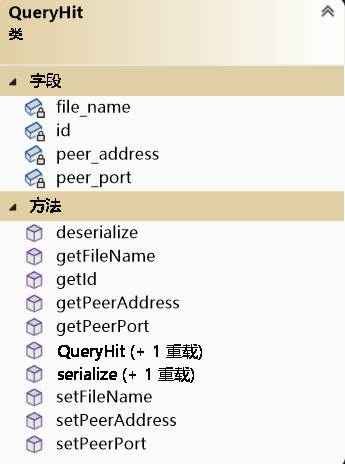 QueryHit
类
字段
file_name
id
peer_address
peer_port
方法
deserialize
getFileName
getId
getPeerAddress
getPeerPort
QueryHit (+ 1 重载)
serialize (+ 1 重载)
setFileName
setPeerAddress
setPeerPort